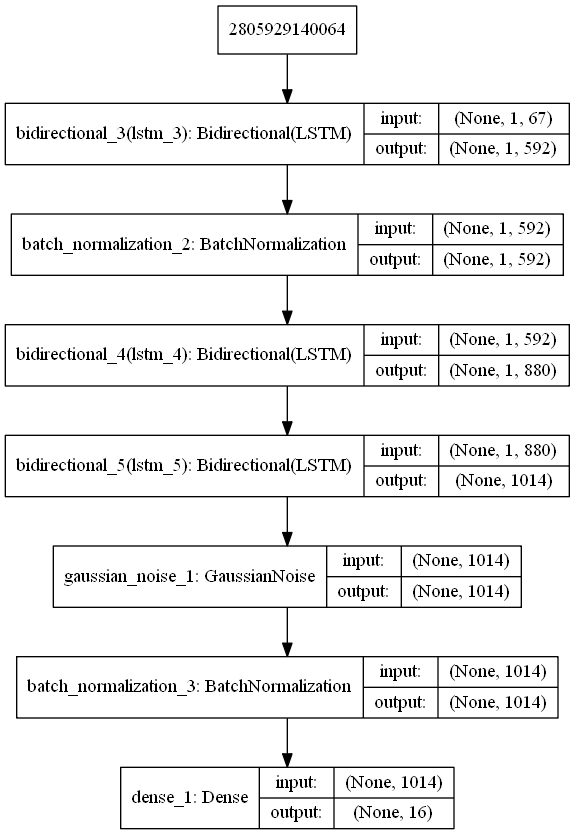 2805929140064
bidirectional_3(lstm_3): Bidirectional(LSTM)
input: (None, 1, 67)
output: (None, 1, 592)
batch_normalization_2: BatchNormalization
input: (None, 1, 592)
output: (None, 1, 592)
bidirectional_4(lstm_4): Bidirectional(LSTM)
input: (None, 1, 592)
output: (None, 1, 880)
bidirectional_5(lstm_5): Bidirectional(LSTM)
input: (None, 1, 880)
output: (None, 1014)
gaussian_noise_1: GaussianNoise
input: (None, 1014)
output: (None, 1014)
batch_normalization_3: BatchNormalization
input: (None, 1014)
output: (None, 1014)
dense_1: Dense
input: (None, 1014)
output: (None, 16)